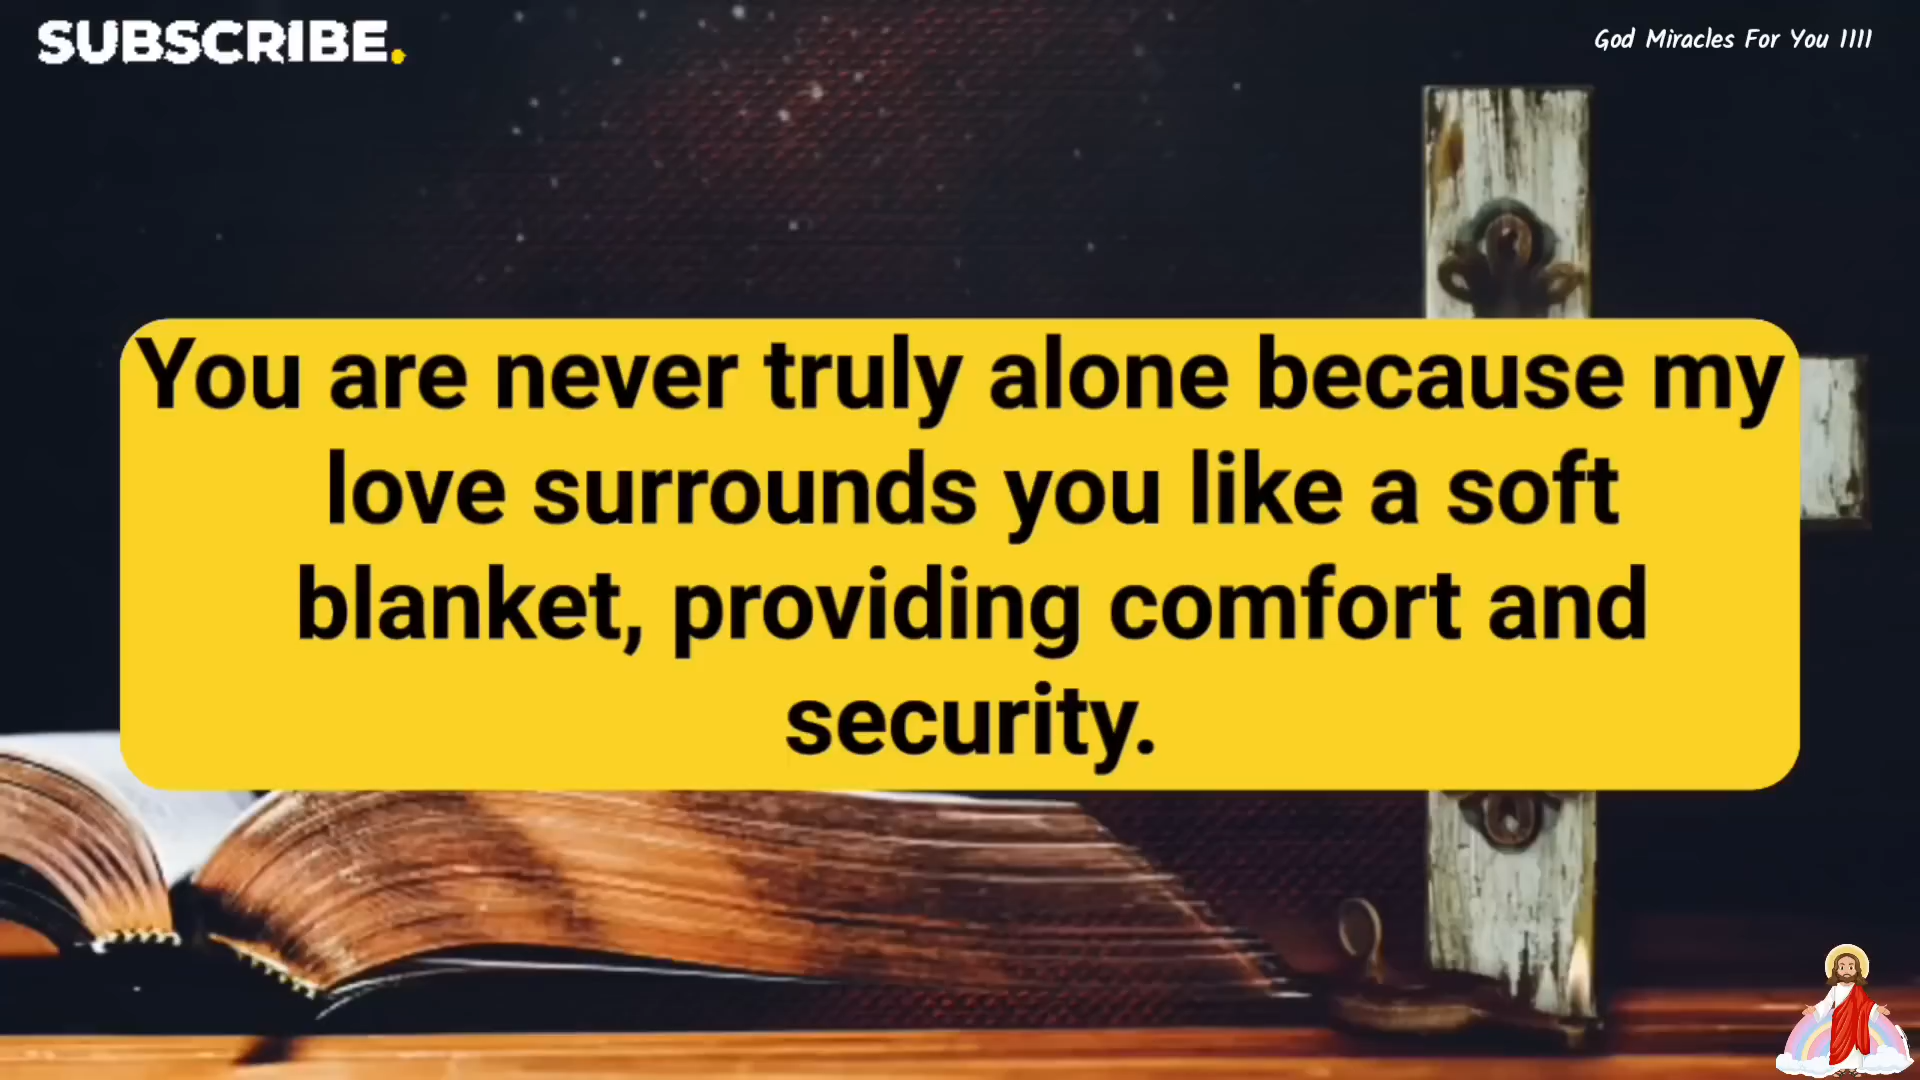 SUBSCRIBE.
God Miracles For You 1111
You are never truly alone because my
love surrounds you like a soft
blanket, providing comfort and
security.